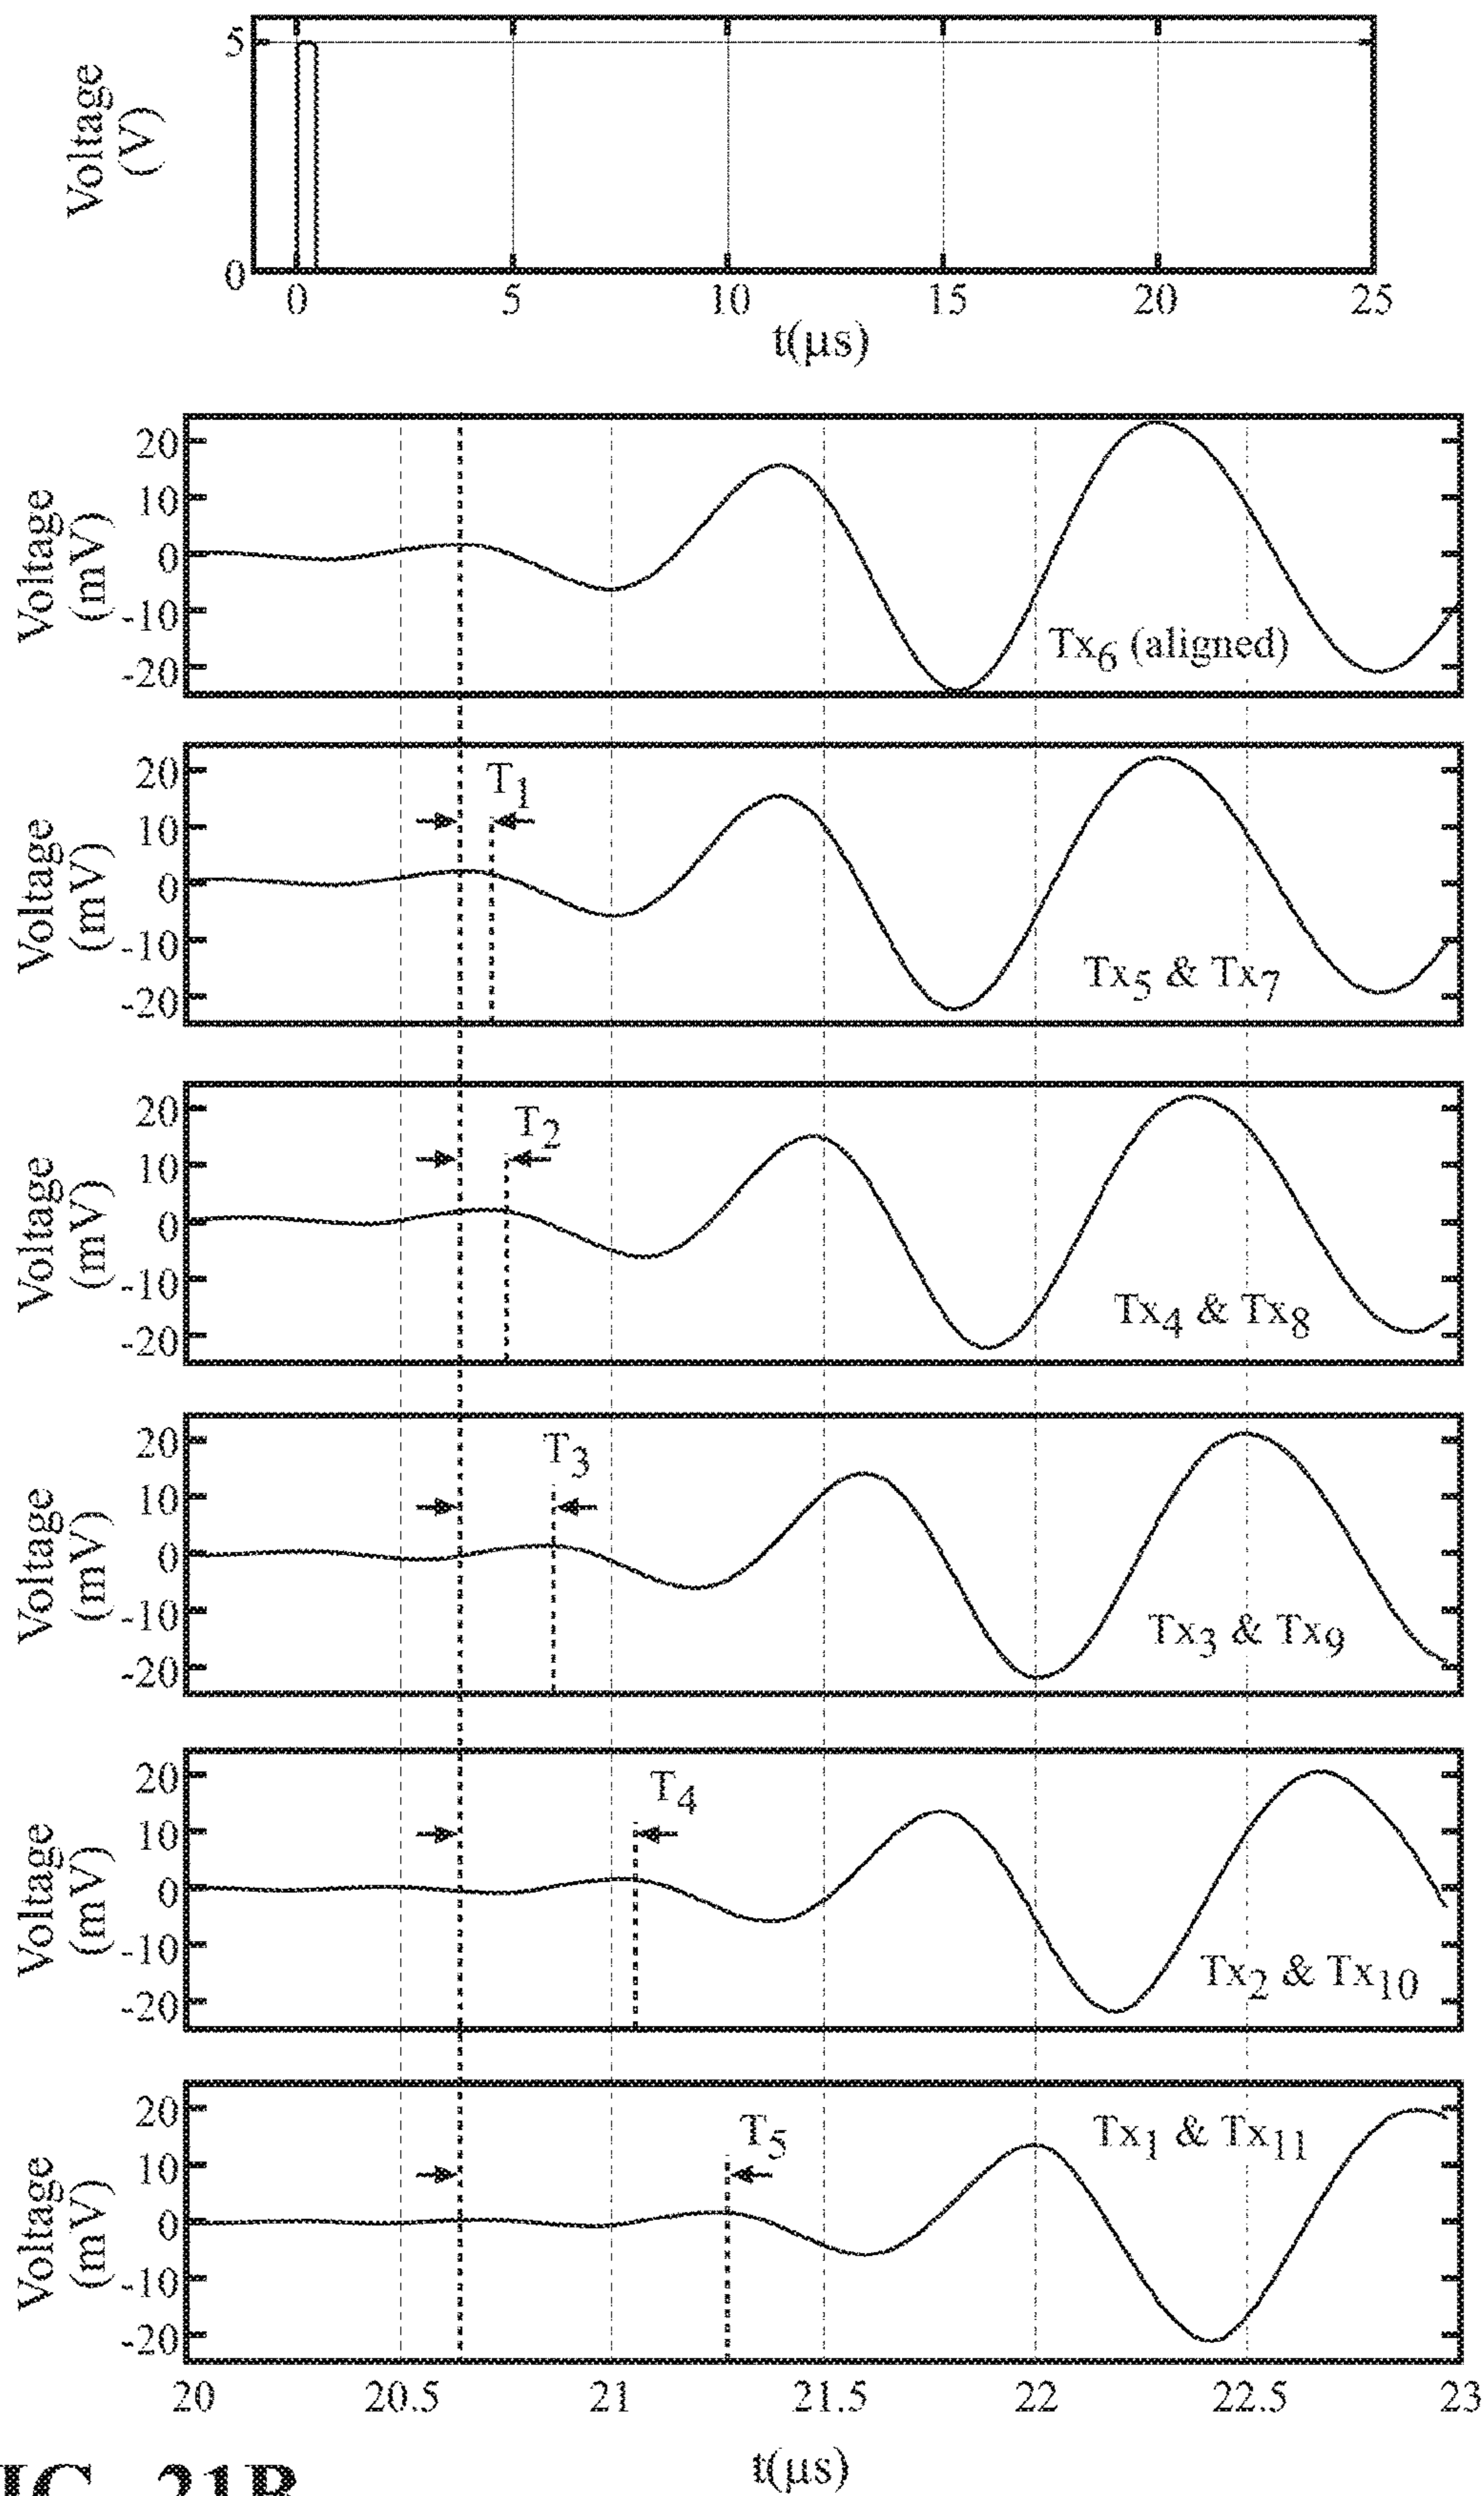 Voltage
(V)
5
0
0 5 10 15 20 25
t(μs)
Voltage
(mV)
20
10
0
-10
-20
Tx6 (aligned)
Voltage
(mV)
20
10
0
-10
-20
T1
Tx5 & Tx7
Voltage
(mV)
20
10
0
-10
-20
T2
Tx4 & Tx8
Voltage
(mV)
20
10
0
-10
-20
T3
Tx3 & Tx9
Voltage
(mV)
20
10
0
-10
-20
T4
Tx2 & Tx10
Voltage
(mV)
20
10
0
-10
-20
T5
Tx1 & Tx11
20 20.5 21 21.5 22 22.5 23
t(μs)